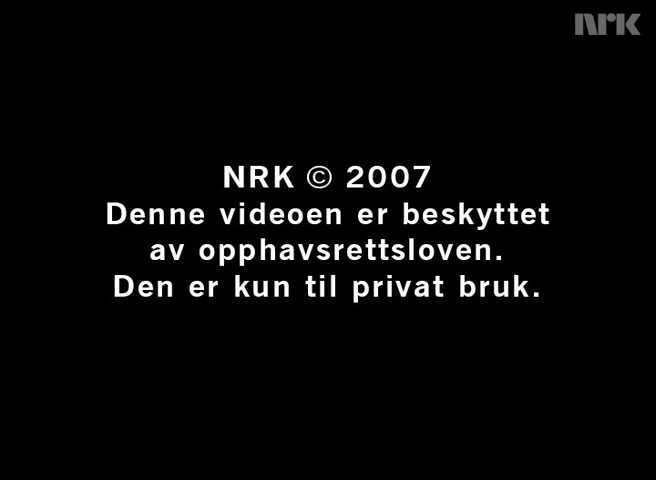 NRK
NRK © 2007
Denne videoen er beskyttet
av opphavsrettsloven.
Den er kun til privat bruk.